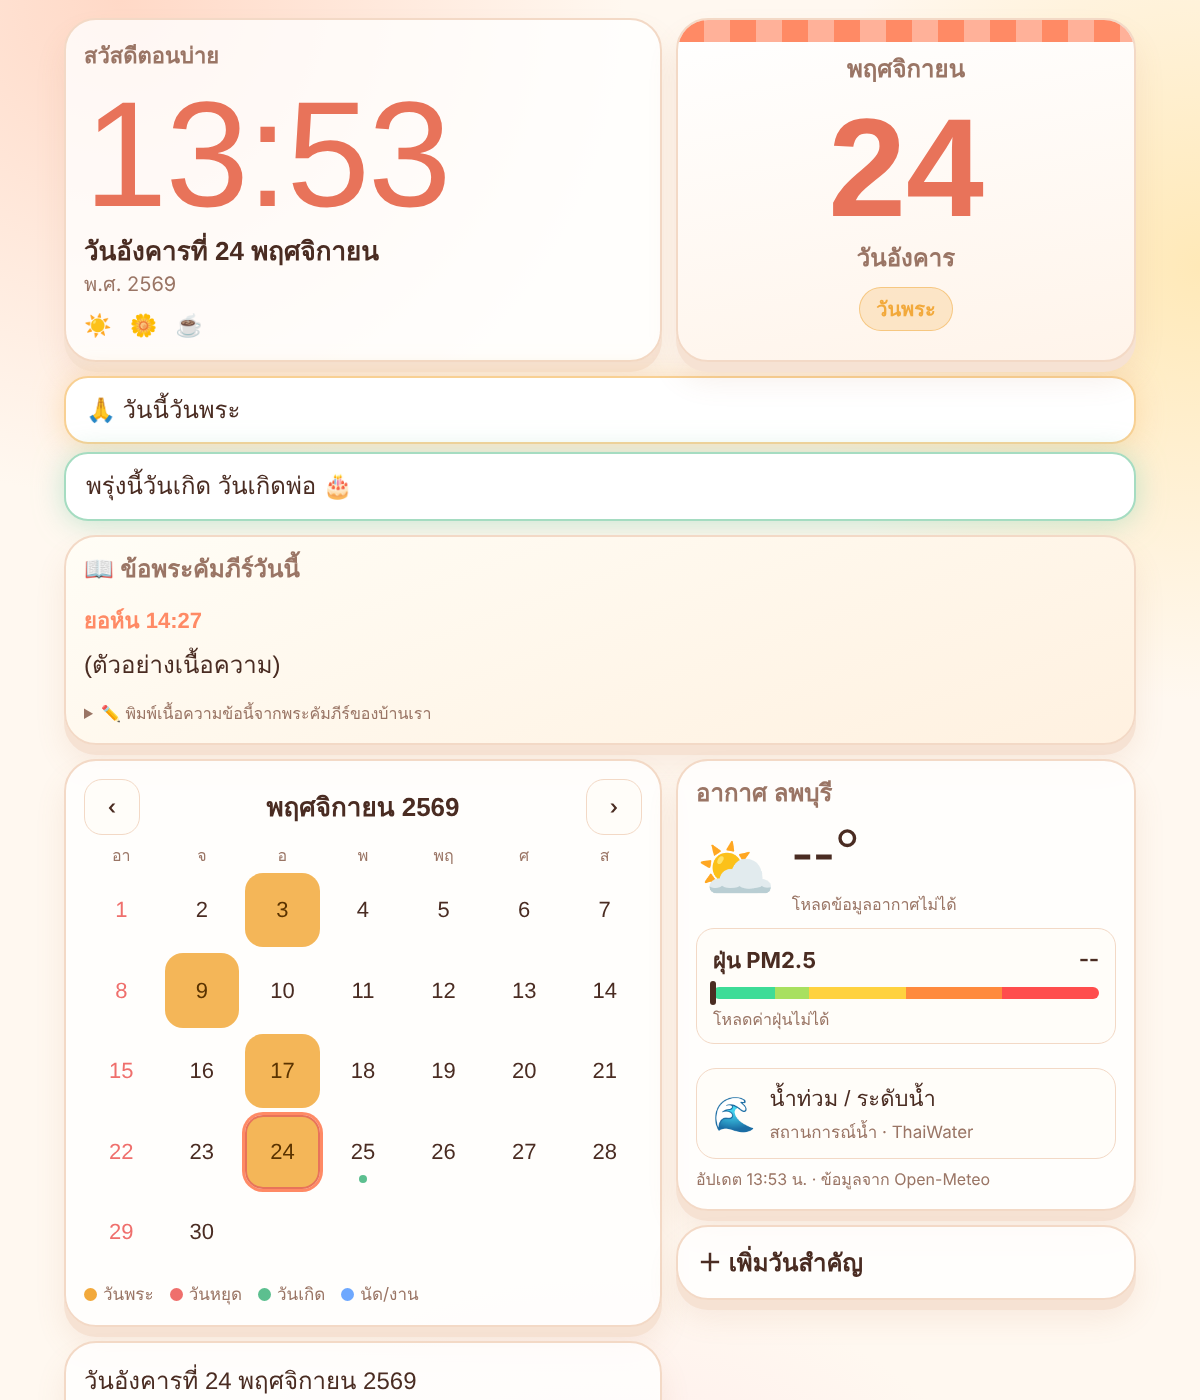 สวัสดีตอนบ่าย
13:53
วันอังคารที่ 24 พฤศจิกายน
พ.ศ. 2569
☀️ 🌼 ☕
พฤศจิกายน
24
วันอังคาร
วันพระ
🙏 วันนี้วันพระ
พรุ่งนี้วันเกิด วันเกิดพ่อ 🎂
📖 ข้อพระคัมภีร์วันนี้
ยอห์น 14:27
(ตัวอย่างเนื้อความ)
▶ ✏️ พิมพ์เนื้อความข้อนี้จากพระคัมภีร์ของบ้านเรา
‹ พฤศจิกายน 2569 ›
อา จ อ พ พฤ ศ ส
1 2 3 4 5 6 7
8 9 10 11 12 13 14
15 16 17 18 19 20 21
22 23 24 25 26 27 28
29 30
วันพระ วันหยุด วันเกิด นัด/งาน
วันอังคารที่ 24 พฤศจิกายน 2569
อากาศ ลพบุรี
--°
โหลดข้อมูลอากาศไม่ได้
ฝุ่น PM2.5 --
โหลดค่าฝุ่นไม่ได้
น้ำท่วม / ระดับน้ำ
สถานการณ์น้ำ · ThaiWater
อัปเดต 13:53 น. · ข้อมูลจาก Open-Meteo
+ เพิ่มวันสำคัญ